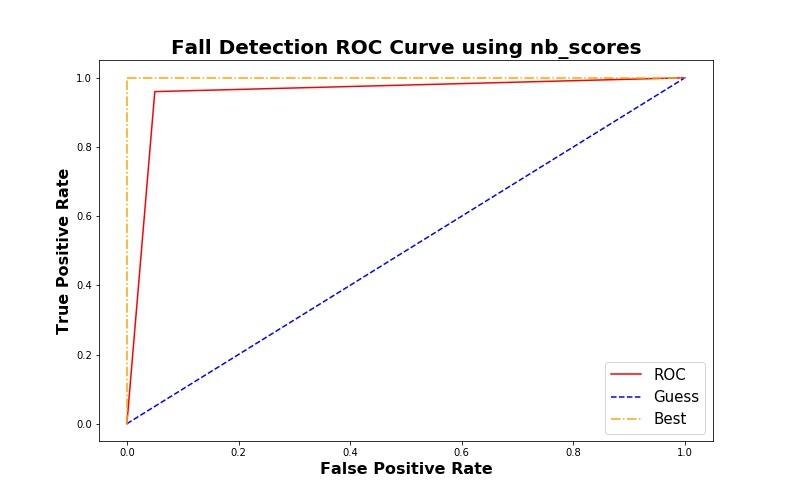 Fall Detection ROC Curve using nb_scores
True Positive Rate
1.0
0.8
0.6
0.4
0.2
0.0
ROC
Guess
Best
0.0 0.2 0.4 0.6 0.8 1.0
False Positive Rate